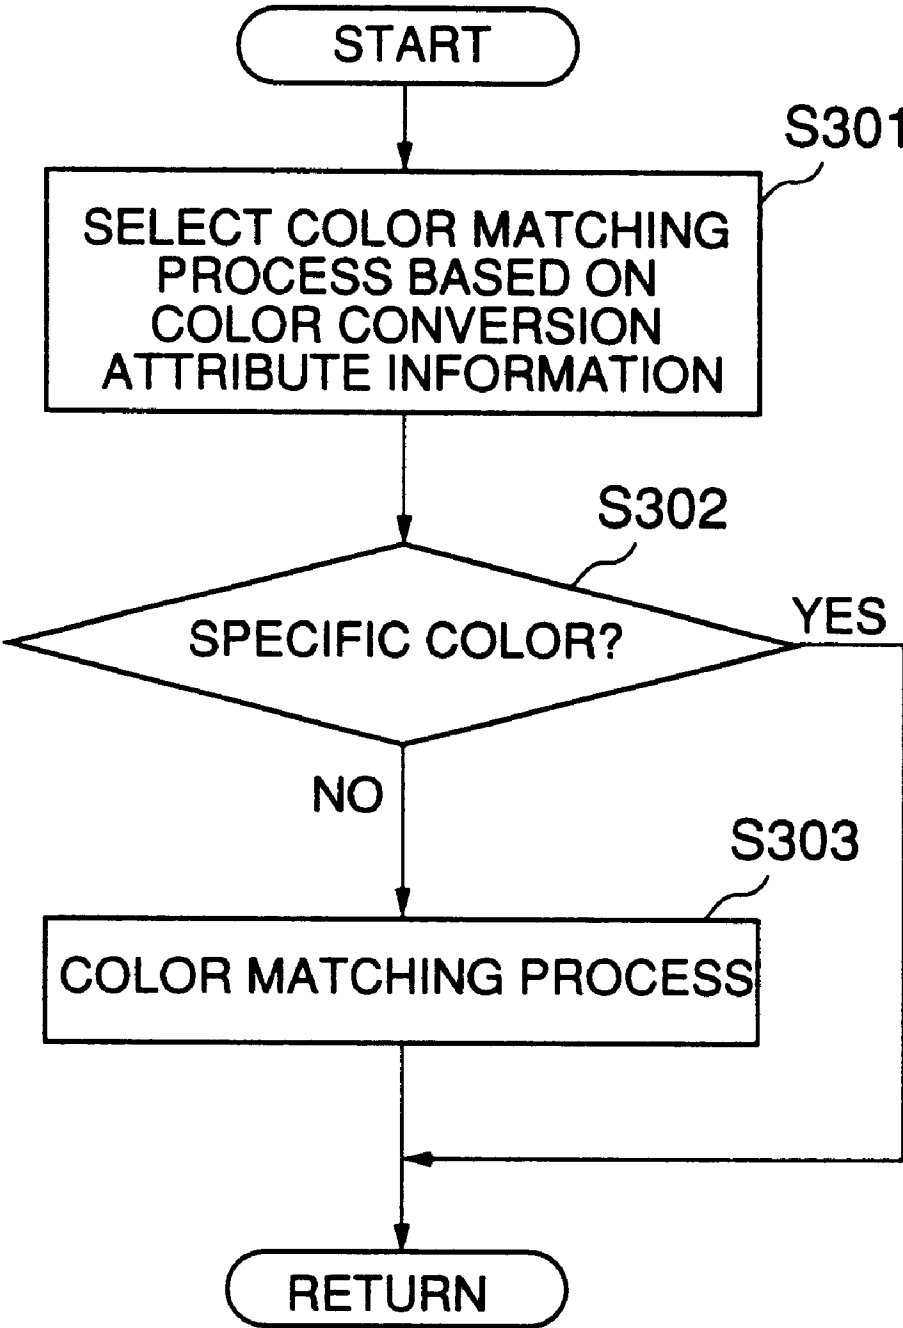 START
S301
SELECT COLOR MATCHING
PROCESS BASED ON
COLOR CONVERSION
ATTRIBUTE INFORMATION
S302
SPECIFIC COLOR?
YES
NO
S303
COLOR MATCHING PROCESS
RETURN